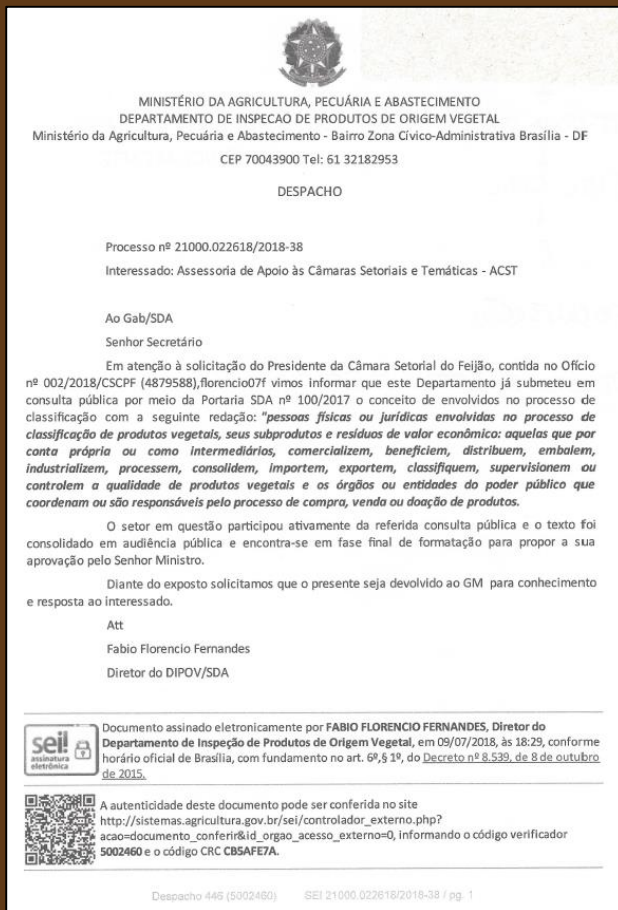 MINISTÉRIO DA AGRICULTURA, PECUÁRIA E ABASTECIMENTO
DEPARTAMENTO DE INSPECAO DE PRODUTOS DE ORIGEM VEGETAL
Ministério da Agricultura, Pecuária e Abastecimento - Bairro Zona Cívico-Administrativa Brasília - DF
CEP 70043900 Tel: 61 32182953
DESPACHO
Processo nº 21000.022618/2018-38
Interessado: Assessoria de Apoio às Câmaras Setoriais e Temáticas - ACST
Ao Gab/SDA
Senhor Secretário
Em atenção à solicitação do Presidente da Câmara Setorial do Feijão, contida no Ofício
nº 002/2018/CSCPF (4879588),florencio07f vimos informar que este Departamento já submeteu em
consulta pública por meio da Portaria SDA nº 100/2017 o conceito de envolvidos no processo de
classificação com a seguinte redação: "pessoas físicas ou jurídicas envolvidas no processo de
classificação de produtos vegetais, seus subprodutos e resíduos de valor econômico: aquelas que por
conta própria ou como intermediários, comercializem, beneficiem, distribuem, embalem,
industrializem, processem, consolidem, importem, exportem, classifiquem, supervisionem ou
controlem a qualidade de produtos vegetais e os órgãos ou entidades do poder público que
coordenam ou são responsáveis pelo processo de compra, venda ou doação de produtos.
O setor em questão participou ativamente da referida consulta pública e o texto foi
consolidado em audiência pública e encontra-se em fase final de formatação para propor a sua
aprovação pelo Senhor Ministro.
Diante do exposto solicitamos que o presente seja devolvido ao GM para conhecimento
e resposta ao interessado.
Att
Fabio Florencio Fernandes
Diretor do DIPOV/SDA
sei!
assinatura
eletrônica
Documento assinado eletronicamente por FABIO FLORENCIO FERNANDES, Diretor do
Departamento de Inspeção de Produtos de Origem Vegetal, em 09/07/2018, às 18:29, conforme
horário oficial de Brasília, com fundamento no art. 6º,§ 1º, do Decreto nº 8.539, de 8 de outubro
de 2015.
A autenticidade deste documento pode ser conferida no site
http://sistemas.agricultura.gov.br/sei/controlador_externo.php?
acao=documento_conferir&id_orgao_acesso_externo=0, informando o código verificador
5002460 e o código CRC CB5AFE7A.
Despacho 446 (5002460) SEI 21000.022618/2018-38 / pg. 1